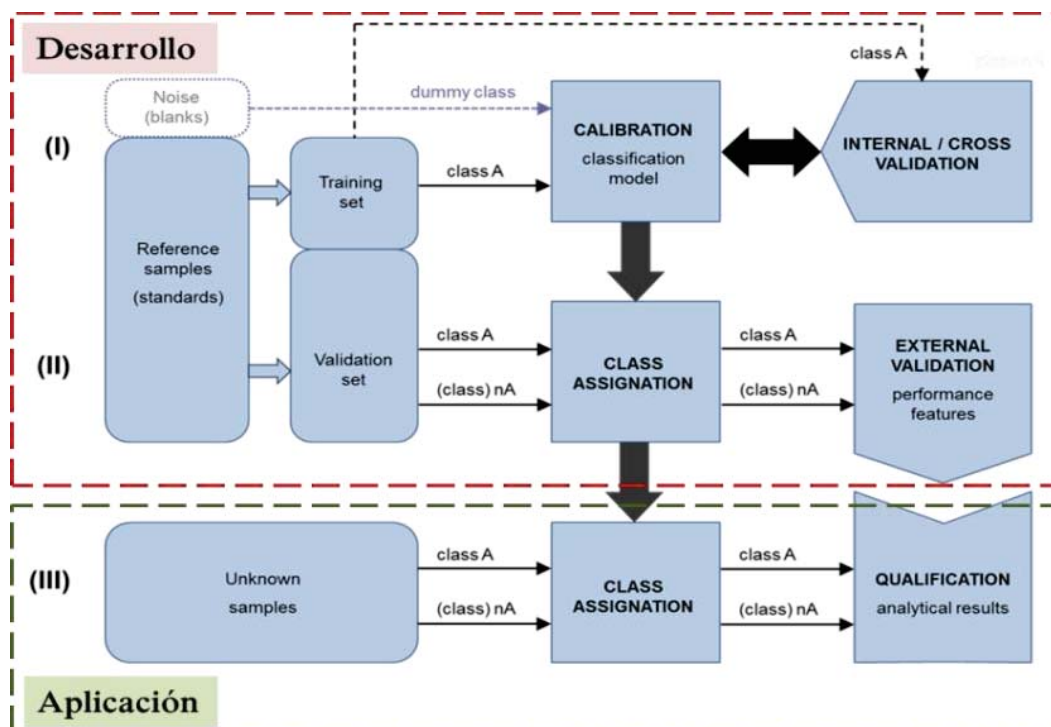 Desarrollo
class A
Noise
(blanks)
dummy class
(I)
Training
set
class A
CALIBRATION
classification
model
INTERNAL / CROSS
VALIDATION
Reference
samples
(standards)
(II)
Validation
set
class A
(class) nA
CLASS
ASSIGNATION
class A
(class) nA
EXTERNAL
VALIDATION
performance
features
(III)
Unknown
samples
class A
(class) nA
CLASS
ASSIGNATION
class A
(class) nA
QUALIFICATION
analytical results
Aplicación